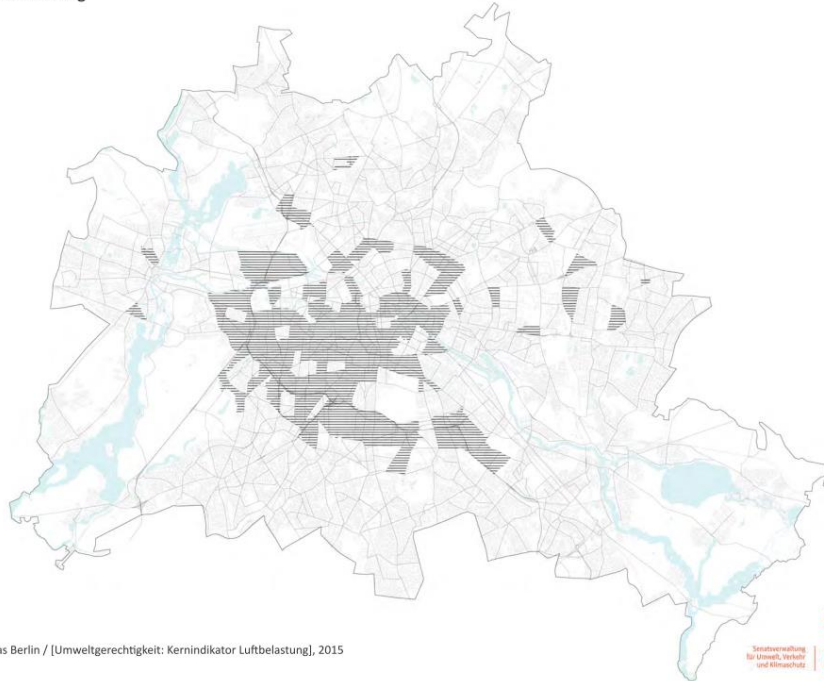 as Berlin / [Umweltgerechtigkeit: Kernindikator Luftbelastung], 2015
Senatsverwaltung
für Umwelt, Verkehr
und Klimaschutz